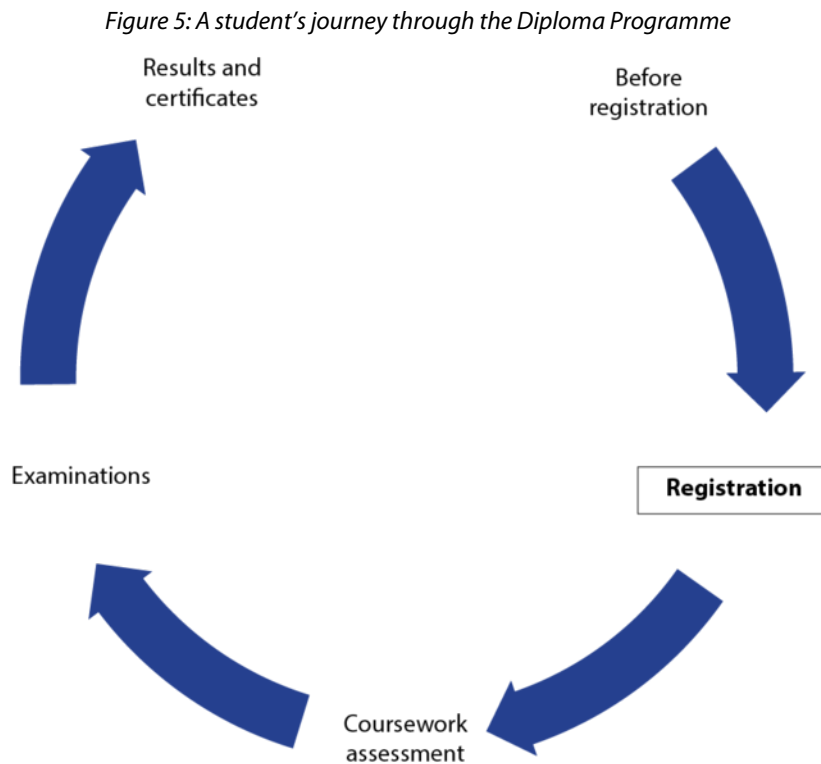 Figure 5: A student’s journey through the Diploma Programme
Before
registration
Registration
Coursework
assessment
Examinations
Results and
certificates